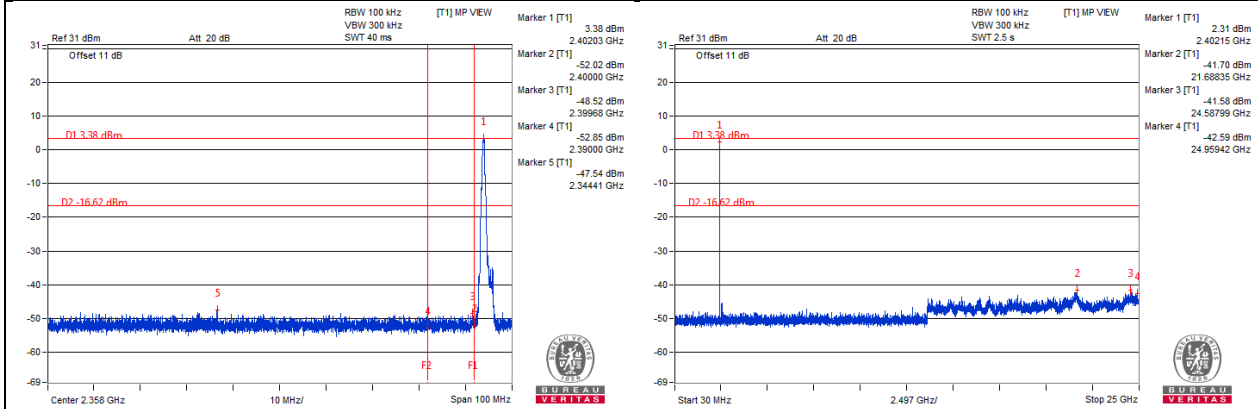 RBW 100 kHz [T1] MP VIEW
VBW 300 kHz
Ref 31 dBm Att 20 dB SWT 40 ms
Marker 1 [T1]
3.38 dBm
2.40203 GHz
Marker 2 [T1]
-52.02 dBm
2.40000 GHz
Marker 3 [T1]
-48.52 dBm
2.39968 GHz
Marker 4 [T1]
-52.85 dBm
2.39000 GHz
Marker 5 [T1]
-47.54 dBm
2.34441 GHz
31
Offset 11 dB
20
10
1
D1 3.38 dBm
0
-10
D2 -16.62 dBm
-20
-30
-40
5
3
4
2
-50
-60
F2
F1
-69
Center 2.358 GHz 10 MHz/ Span 100 MHz
BUREAU VERITAS
1828
BUREAU
VERITAS
RBW 100 kHz [T1] MP VIEW
VBW 300 kHz
Ref 31 dBm Att 20 dB SWT 2.5 s
Marker 1 [T1]
2.31 dBm
2.40215 GHz
Marker 2 [T1]
-41.70 dBm
21.68835 GHz
Marker 3 [T1]
-41.58 dBm
24.58799 GHz
Marker 4 [T1]
-42.59 dBm
24.95942 GHz
31
Offset 11 dB
20
10
1
D1 3.38 dBm
0
-10
D2 -16.62 dBm
-20
-30
2
3
4
-40
-50
-60
-69
Start 30 MHz 2.497 GHz/ Stop 25 GHz
BUREAU VERITAS
1828
BUREAU
VERITAS